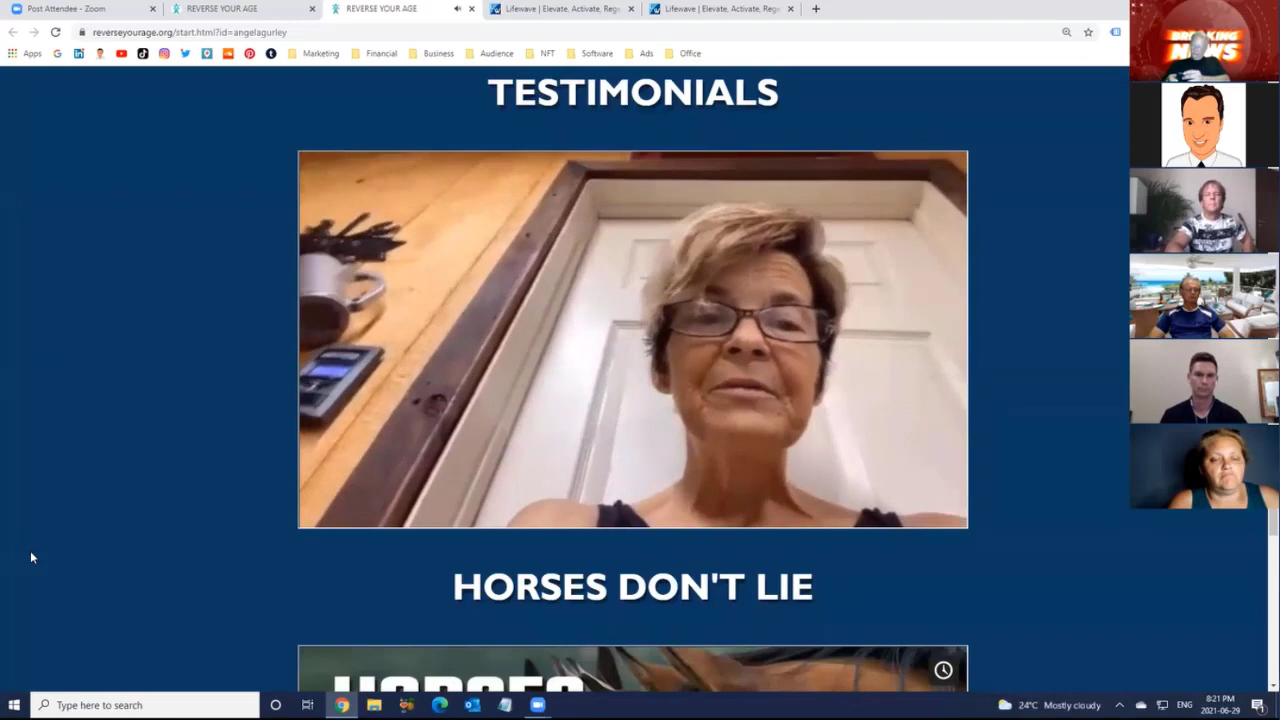 Post Attendee - Zoom
REVERSE YOUR AGE
REVERSE YOUR AGE
Lifewave | Elevate, Activate, Reg
Lifewave | Elevate, Activate, Reg
reverseyourage.org/start.html?id=angelagurley
Apps
Marketing
Financial
Business
Audience
NFT
Software
Ads
Office
BREAKING
NEWS
TESTIMONIALS
HORSES DON'T LIE
HORSES
Type here to search
24°C Mostly cloudy
ENG
8:21 PM
2021-06-29